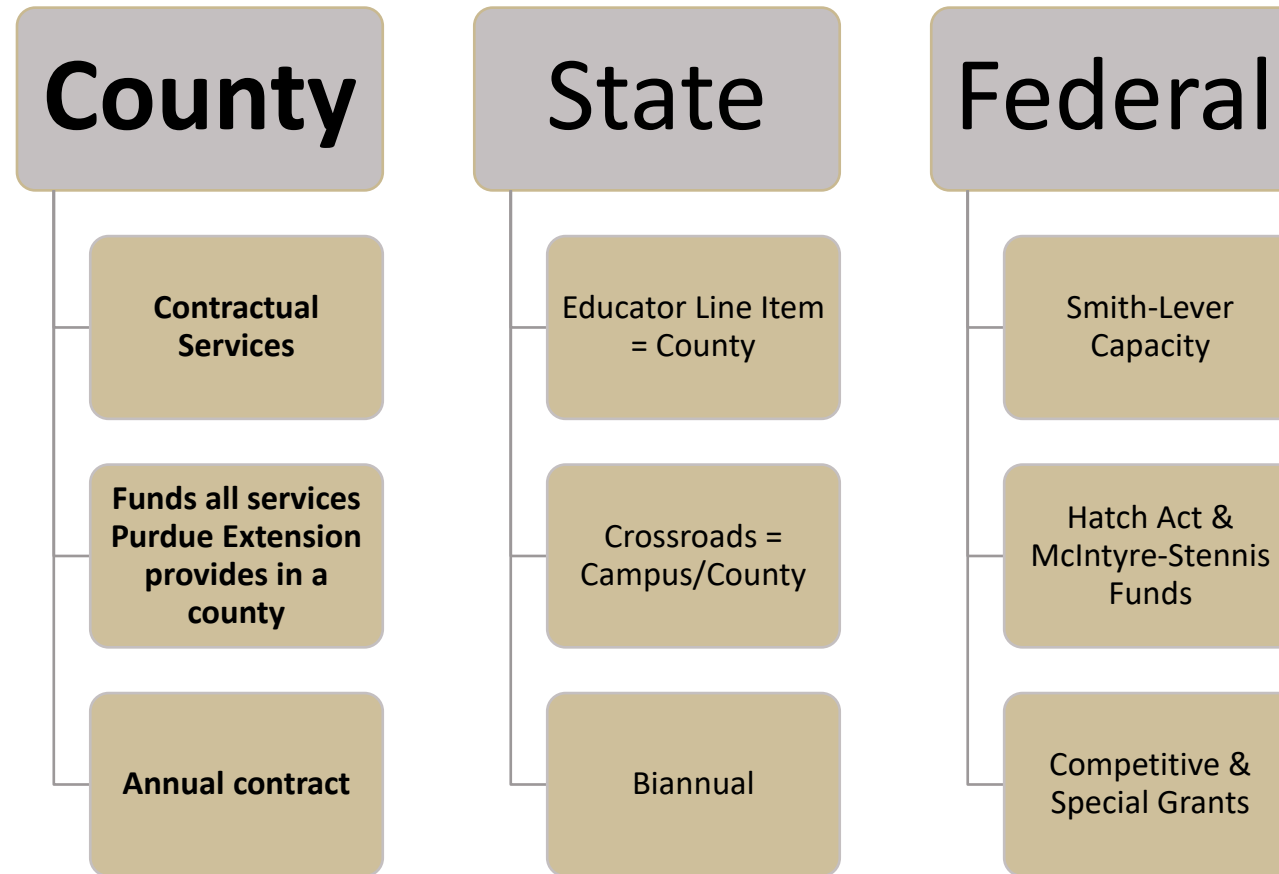 County
Contractual
Services
Funds all services
Purdue Extension
provides in a
county
Annual contract
State
Educator Line Item
= County
Crossroads =
Campus/County
Biannual
Federal
Smith-Lever
Capacity
Hatch Act &
McIntyre-Stennis
Funds
Competitive &
Special Grants